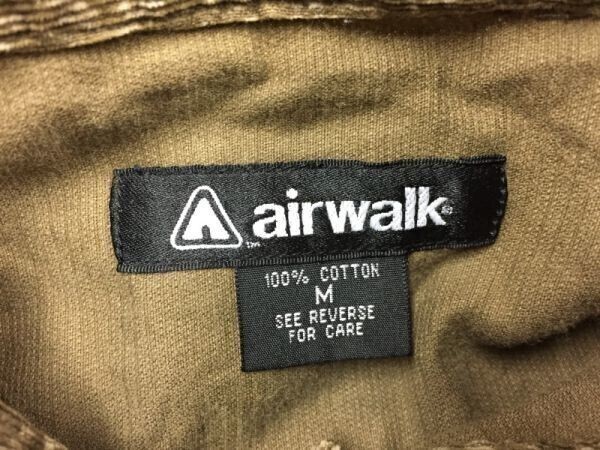 airwalk®
™
100% COTTON
M
SEE REVERSE
FOR CARE